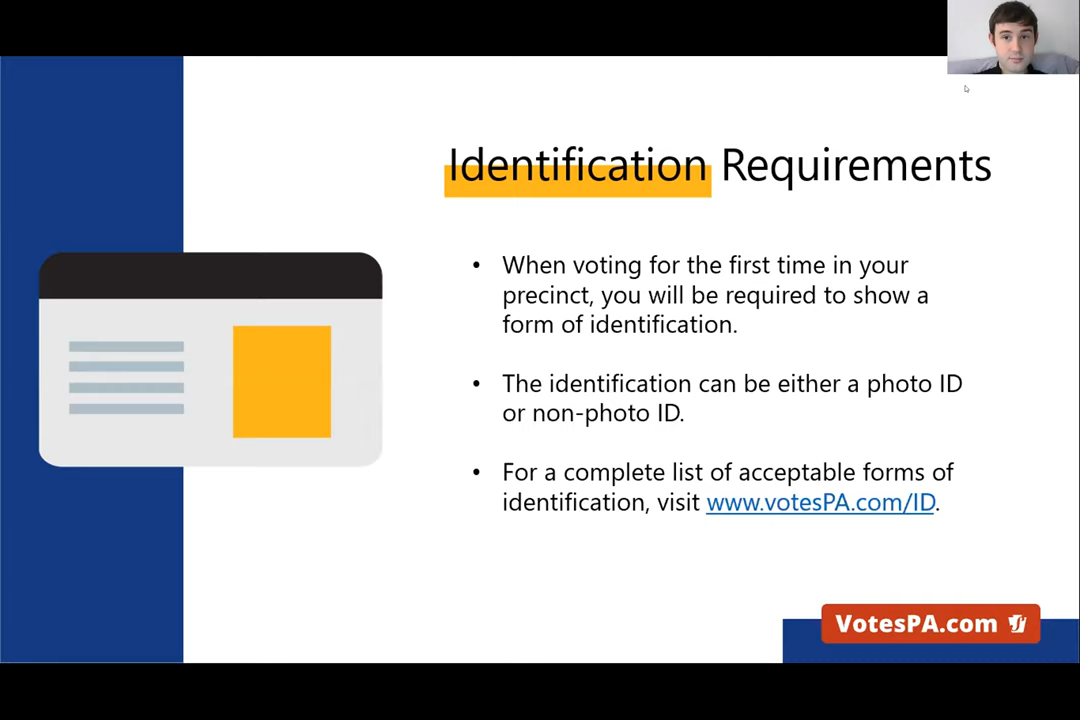 Identification Requirements
• When voting for the first time in your
precinct, you will be required to show a
form of identification.
• The identification can be either a photo ID
or non-photo ID.
• For a complete list of acceptable forms of
identification, visit www.votesPA.com/ID.
VotesPA.com